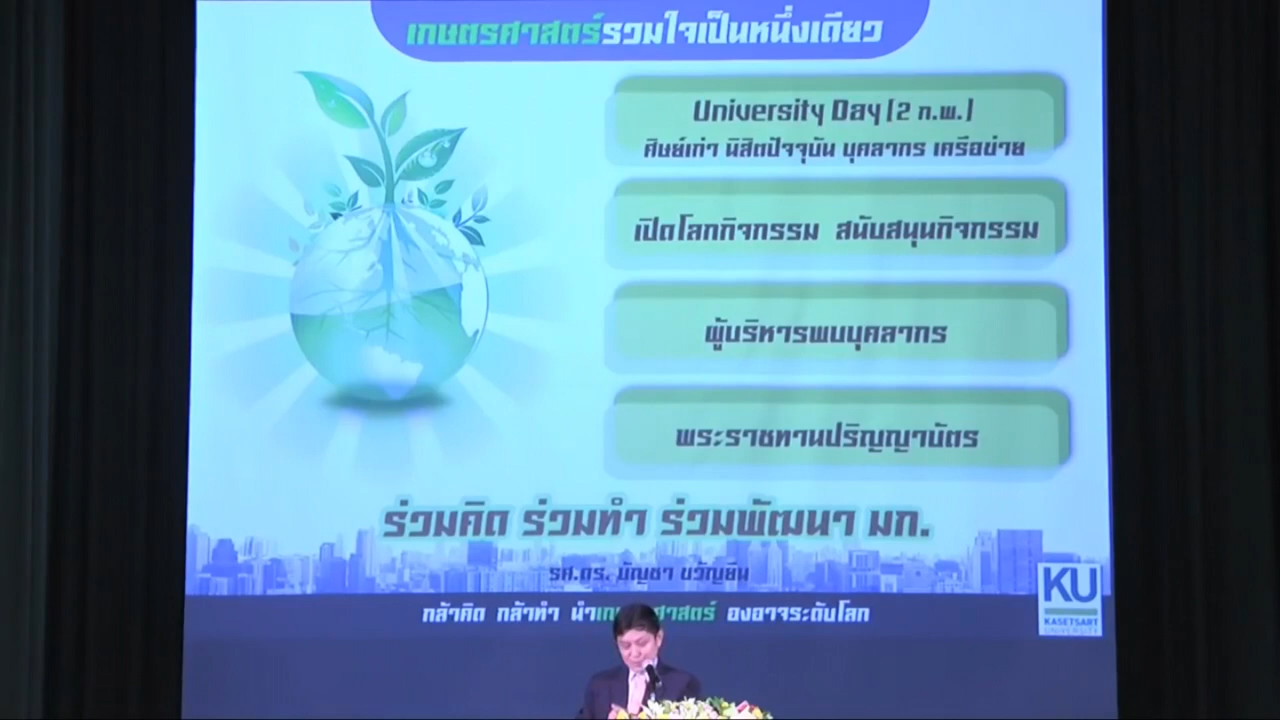 เกษตรศาสตร์รวมใจเป็นหนึ่งเดียว
University Day (2 ก.พ.)
ศิษย์เก่า นิสิตปัจจุบัน บุคลากร เครือข่าย
เปิดโลกกิจกรรม สนับสนุนกิจกรรม
ผู้บริหารพบบุคลากร
พระราชทานปริญญาบัตร
ร่วมคิด ร่วมทำ ร่วมพัฒนา มก.
รศ.ดร. บัญชา ขวัญยืน
กล้าคิด กล้าทำ นำเกษตรศาสตร์ องอาจระดับโลก
KU
KASETSART
UNIVERSITY